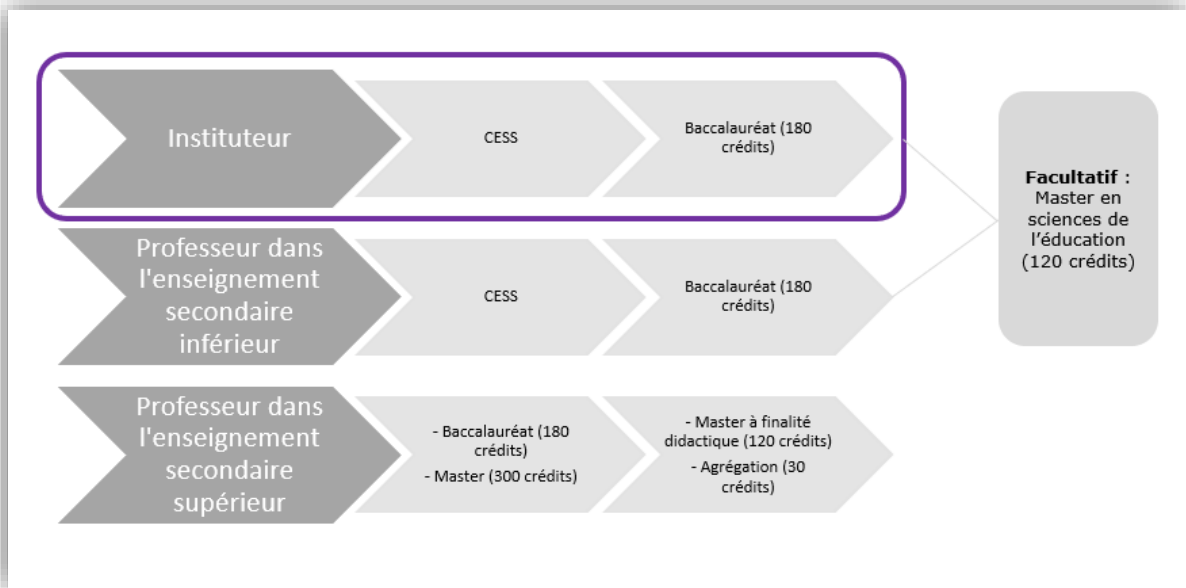 Instituteur
CESS
Baccalauréat (180
crédits)
Professeur dans
l'enseignement
secondaire
inférieur
CESS
Baccalauréat (180
crédits)
Professeur dans
l'enseignement
secondaire
supérieur
- Baccalauréat (180
crédits)
- Master (300 crédits)
- Master à finalité
didactique (120 crédits)
- Agrégation (30
crédits)
Facultatif :
Master en
sciences de
l’éducation
(120 crédits)